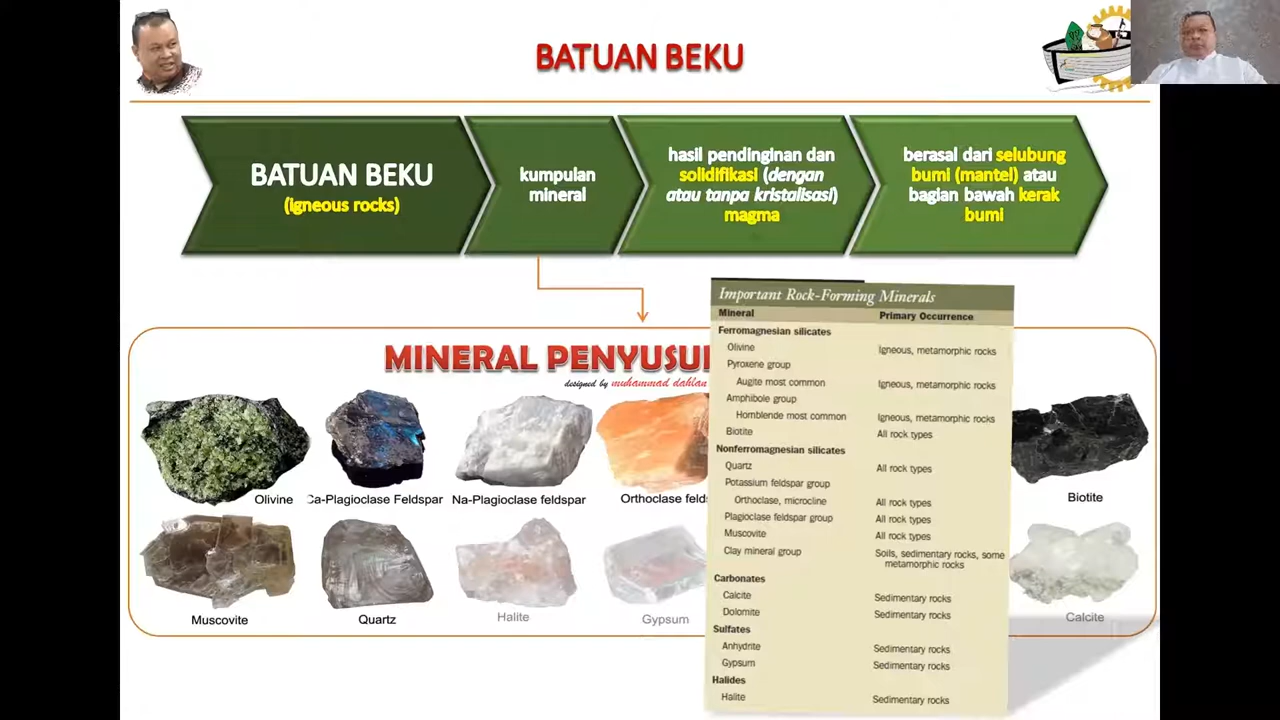 BATUAN BEKU
BATUAN BEKU
(igneous rocks)
kumpulan
mineral
hasil pendinginan dan
solidifikasi (dengan
atau tanpa kristalisasi)
magma
berasal dari selubung
bumi (mantel) atau
bagian bawah kerak
bumi
MINERAL PENYUSU
designed by muhammad dahlan
Olivine
Ca-Plagioclase Feldspar
Na-Plagioclase feldspar
Orthoclase felds
Biotite
Muscovite
Quartz
Halite
Gypsum
Calcite
Important Rock-Forming Minerals
Mineral Primary Occurrence
Ferromagnesian silicates
Olivine Igneous, metamorphic rocks
Pyroxene group
Augite most common Igneous, metamorphic rocks
Amphibole group
Hornblende most common Igneous, metamorphic rocks
Biotite All rock types
Nonferromagnesian silicates
Quartz All rock types
Potassium feldspar group
Orthoclase, microcline All rock types
Plagioclase feldspar group All rock types
Muscovite All rock types
Clay mineral group Soils, sedimentary rocks, some
metamorphic rocks
Carbonates
Calcite Sedimentary rocks
Dolomite Sedimentary rocks
Sulfates
Anhydrite Sedimentary rocks
Gypsum Sedimentary rocks
Halides
Halite Sedimentary rocks